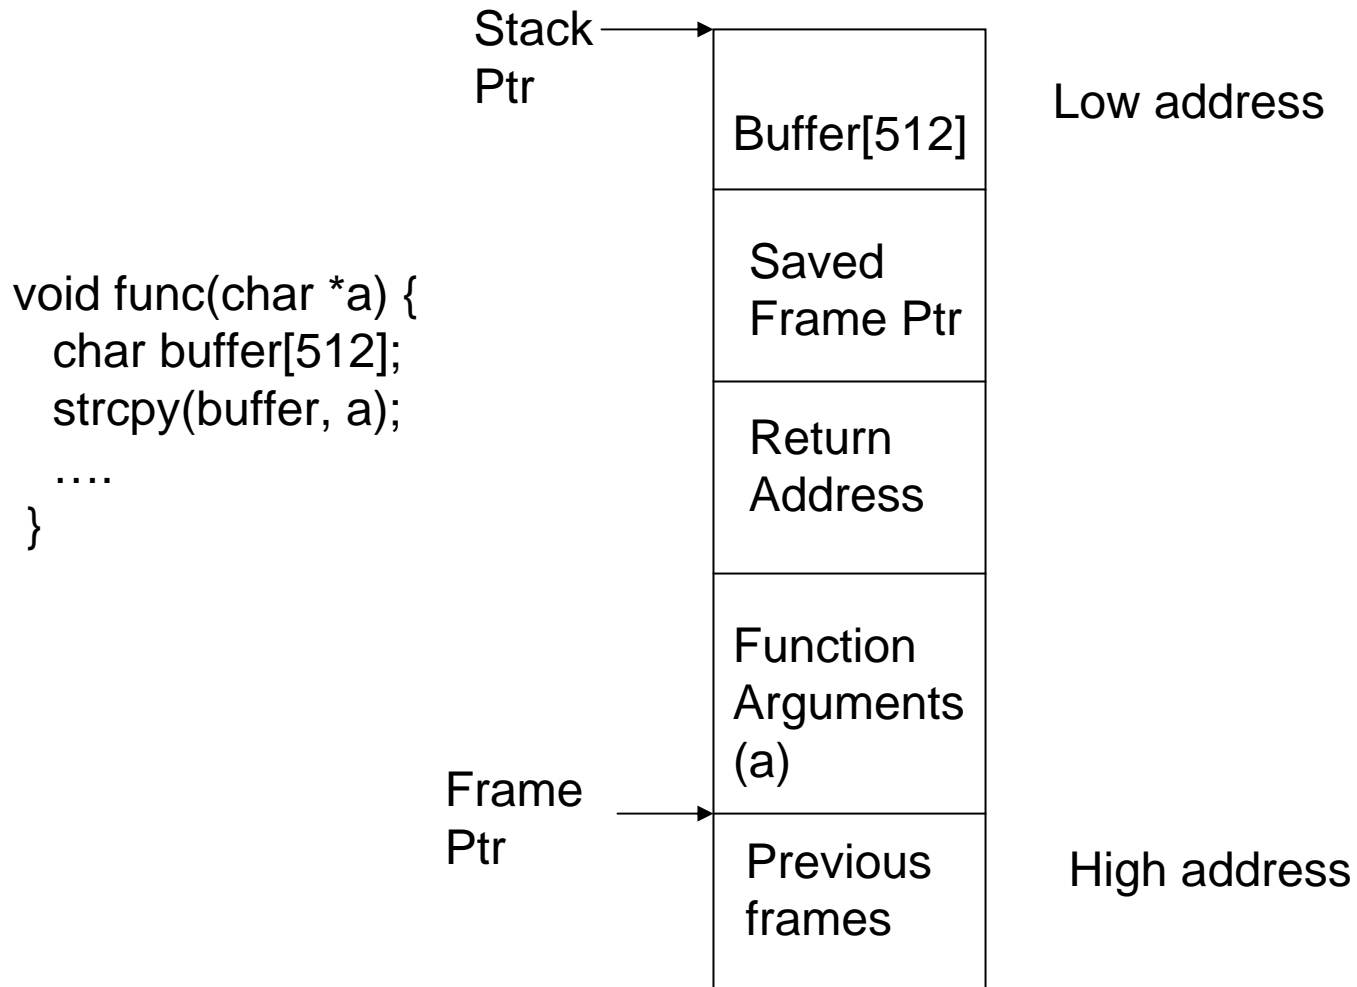 Stack
Ptr
Low address
Buffer[512]
Saved
Frame Ptr
void func(char *a) {
char buffer[512];
strcpy(buffer, a);
....
}
Return
Address
Function
Arguments
(a)
Frame
Ptr
Previous
frames
High address